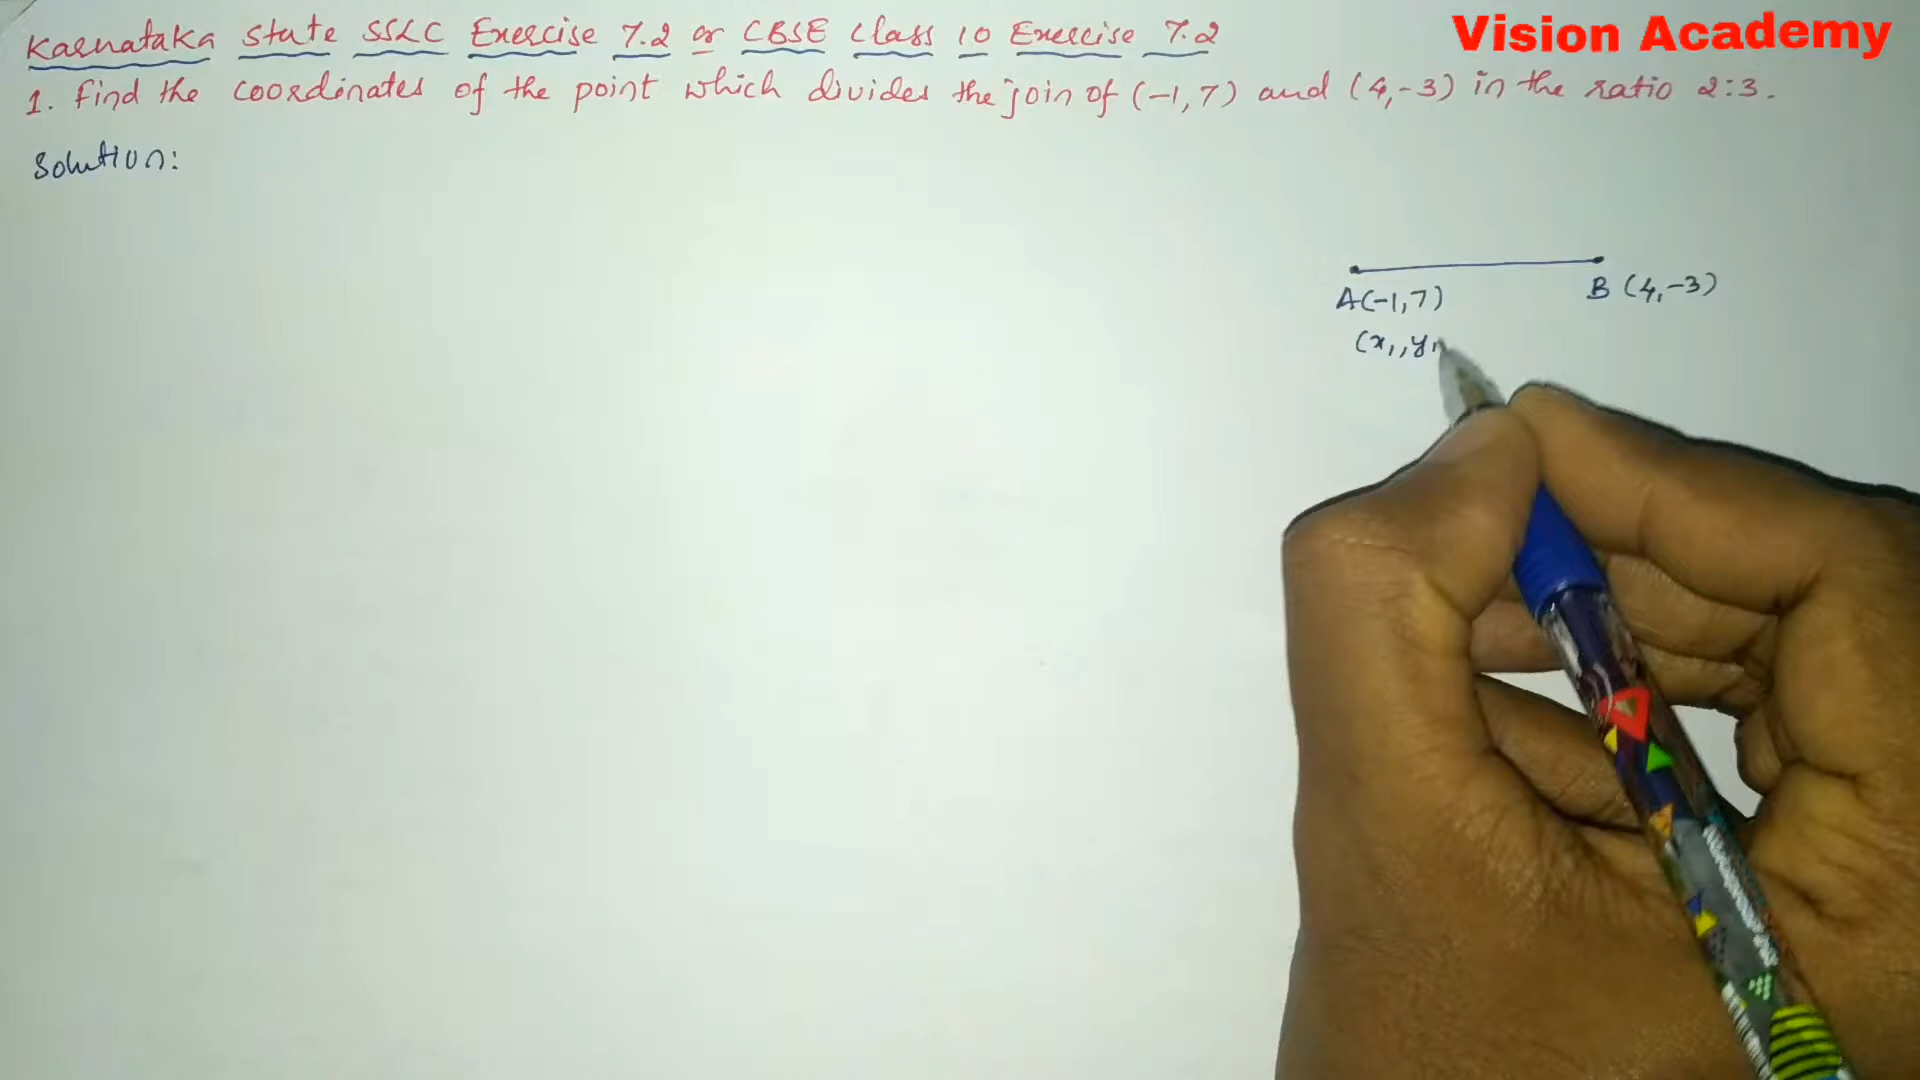 Karnataka State SSLC Exercise 7.2 or CBSE Class 10 Exercise 7.2
Vision Academy
1. Find the coordinates of the point which divides the join of (-1,7) and (4,-3) in the ratio 2:3.
Solution:
A(-1,7)
B (4,-3)
(x₁,y₁